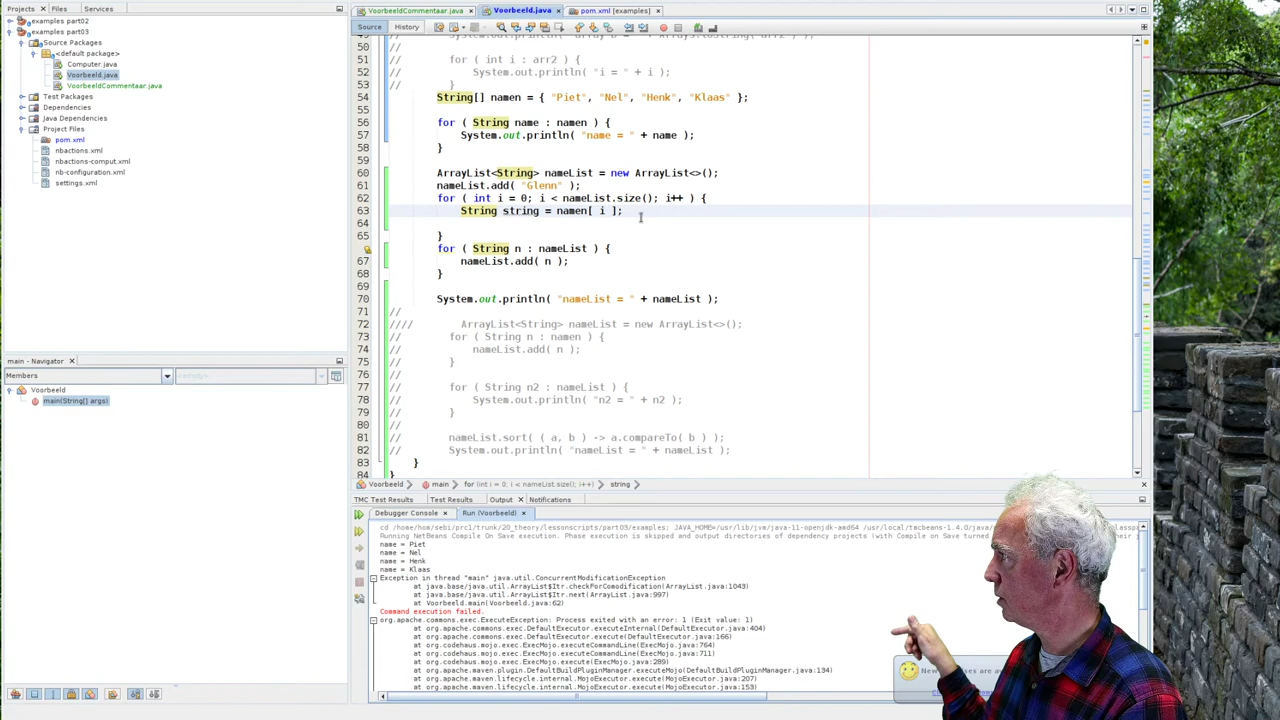 Projects × Files Services
examples part02
examples part03
Source Packages
<default package>
Computer.java
Voorbeeld.java
VoorbeeldCommentaar.java
Test Packages
Dependencies
Java Dependencies
Project Files
pom.xml
nbactions.xml
nbactions-comput.xml
nb-configuration.xml
settings.xml
main - Navigator ×
Members
Voorbeeld
main(String[] args)
VoorbeeldCommentaar.java × Voorbeeld.java × pom.xml [examples] ×
Source History
50 //
51 // for ( int i : arr2 ) {
52 // System.out.println( "i = " + i );
53 // }
54 String[] namen = { "Piet", "Nel", "Henk", "Klaas" };
55
56 for ( String name : namen ) {
57 System.out.println( "name = " + name );
58 }
59
60 ArrayList<String> nameList = new ArrayList<>();
61 nameList.add( "Glenn" );
62 for ( int i = 0; i < nameList.size(); i++ ) {
63 String string = namen[ i ];
64
65 }
for ( String n : nameList ) {
67 nameList.add( n );
68 }
69
70 System.out.println( "nameList = " + nameList );
71 //
72 //// ArrayList<String> nameList = new ArrayList<>();
73 // for ( String n : namen ) {
74 // nameList.add( n );
75 // }
76 //
77 // for ( String n2 : nameList ) {
78 // System.out.println( "n2 = " + n2 );
79 // }
80 //
81 // nameList.sort( ( a, b ) -> a.compareTo( b ) );
82 // System.out.println( "nameList = " + nameList );
83 }
84 }
Voorbeeld main for (int i = 0; i < nameList.size(); i++) string
TMC Test Results Test Results Output × Notifications
Debugger Console × Run (Voorbeeld) ×
cd /home/hom/sebi/prc1/trunk/20_theory/lessonscripts/part03/examples; JAVA_HOME=/usr/lib/jvm/java-11-openjdk-amd64 /usr/local/tmcbeans-1.4.0/java
Running NetBeans Compile On Save execution. Phase execution is skipped and output directories of dependency projects (with Compile on Save turned
name = Piet
name = Nel
name = Henk
name = Klaas
Exception in thread "main" java.util.ConcurrentModificationException
at java.base/java.util.ArrayList$Itr.checkForComodification(ArrayList.java:1043)
at java.base/java.util.ArrayList$Itr.next(ArrayList.java:997)
at Voorbeeld.main(Voorbeeld.java:62)
Command execution failed.
org.apache.commons.exec.ExecuteException: Process exited with an error: 1 (Exit value: 1)
at org.apache.commons.exec.DefaultExecutor.executeInternal(DefaultExecutor.java:404)
at org.apache.commons.exec.DefaultExecutor.execute(DefaultExecutor.java:166)
at org.codehaus.mojo.exec.ExecMojo.executeCommandLine(ExecMojo.java:764)
at org.codehaus.mojo.exec.ExecMojo.executeCommandLine(ExecMojo.java:711)
at org.codehaus.mojo.exec.ExecMojo.execute(ExecMojo.java:289)
at org.apache.maven.plugin.DefaultBuildPluginManager.executeMojo(DefaultBuildPluginManager.java:134)
at org.apache.maven.lifecycle.internal.MojoExecutor.execute(MojoExecutor.java:207)
at org.apache.maven.lifecycle.internal.MojoExecutor.execute(MojoExecutor.java:153)